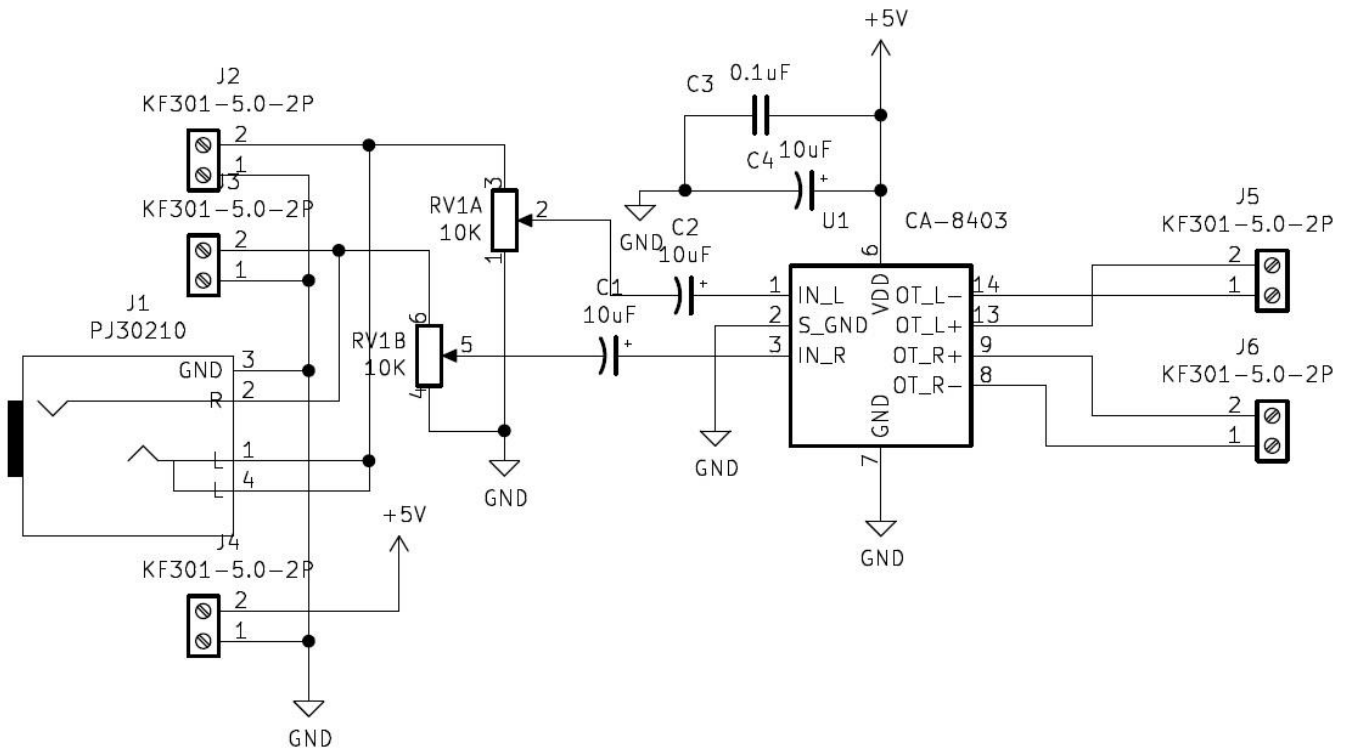 +5V
J2
KF301-5.0-2P
2
1
C3
0.1uF
C4
10uF
+
GND
J3
KF301-5.0-2P
2
1
RV1A
10K
3
2
1
C2
10uF
+
C1
10uF
+
RV1B
10K
6
5
4
J1
PJ30210
GND
3
R
2
L
1
L
4
GND
U1
CA-8403
6
VDD
1
IN_L
2
S_GND
3
IN_R
OT_L-
14
OT_L+
13
OT_R+
9
OT_R-
8
GND
7
GND
GND
J5
KF301-5.0-2P
2
1
J6
KF301-5.0-2P
2
1
+5V
J4
KF301-5.0-2P
2
1
GND